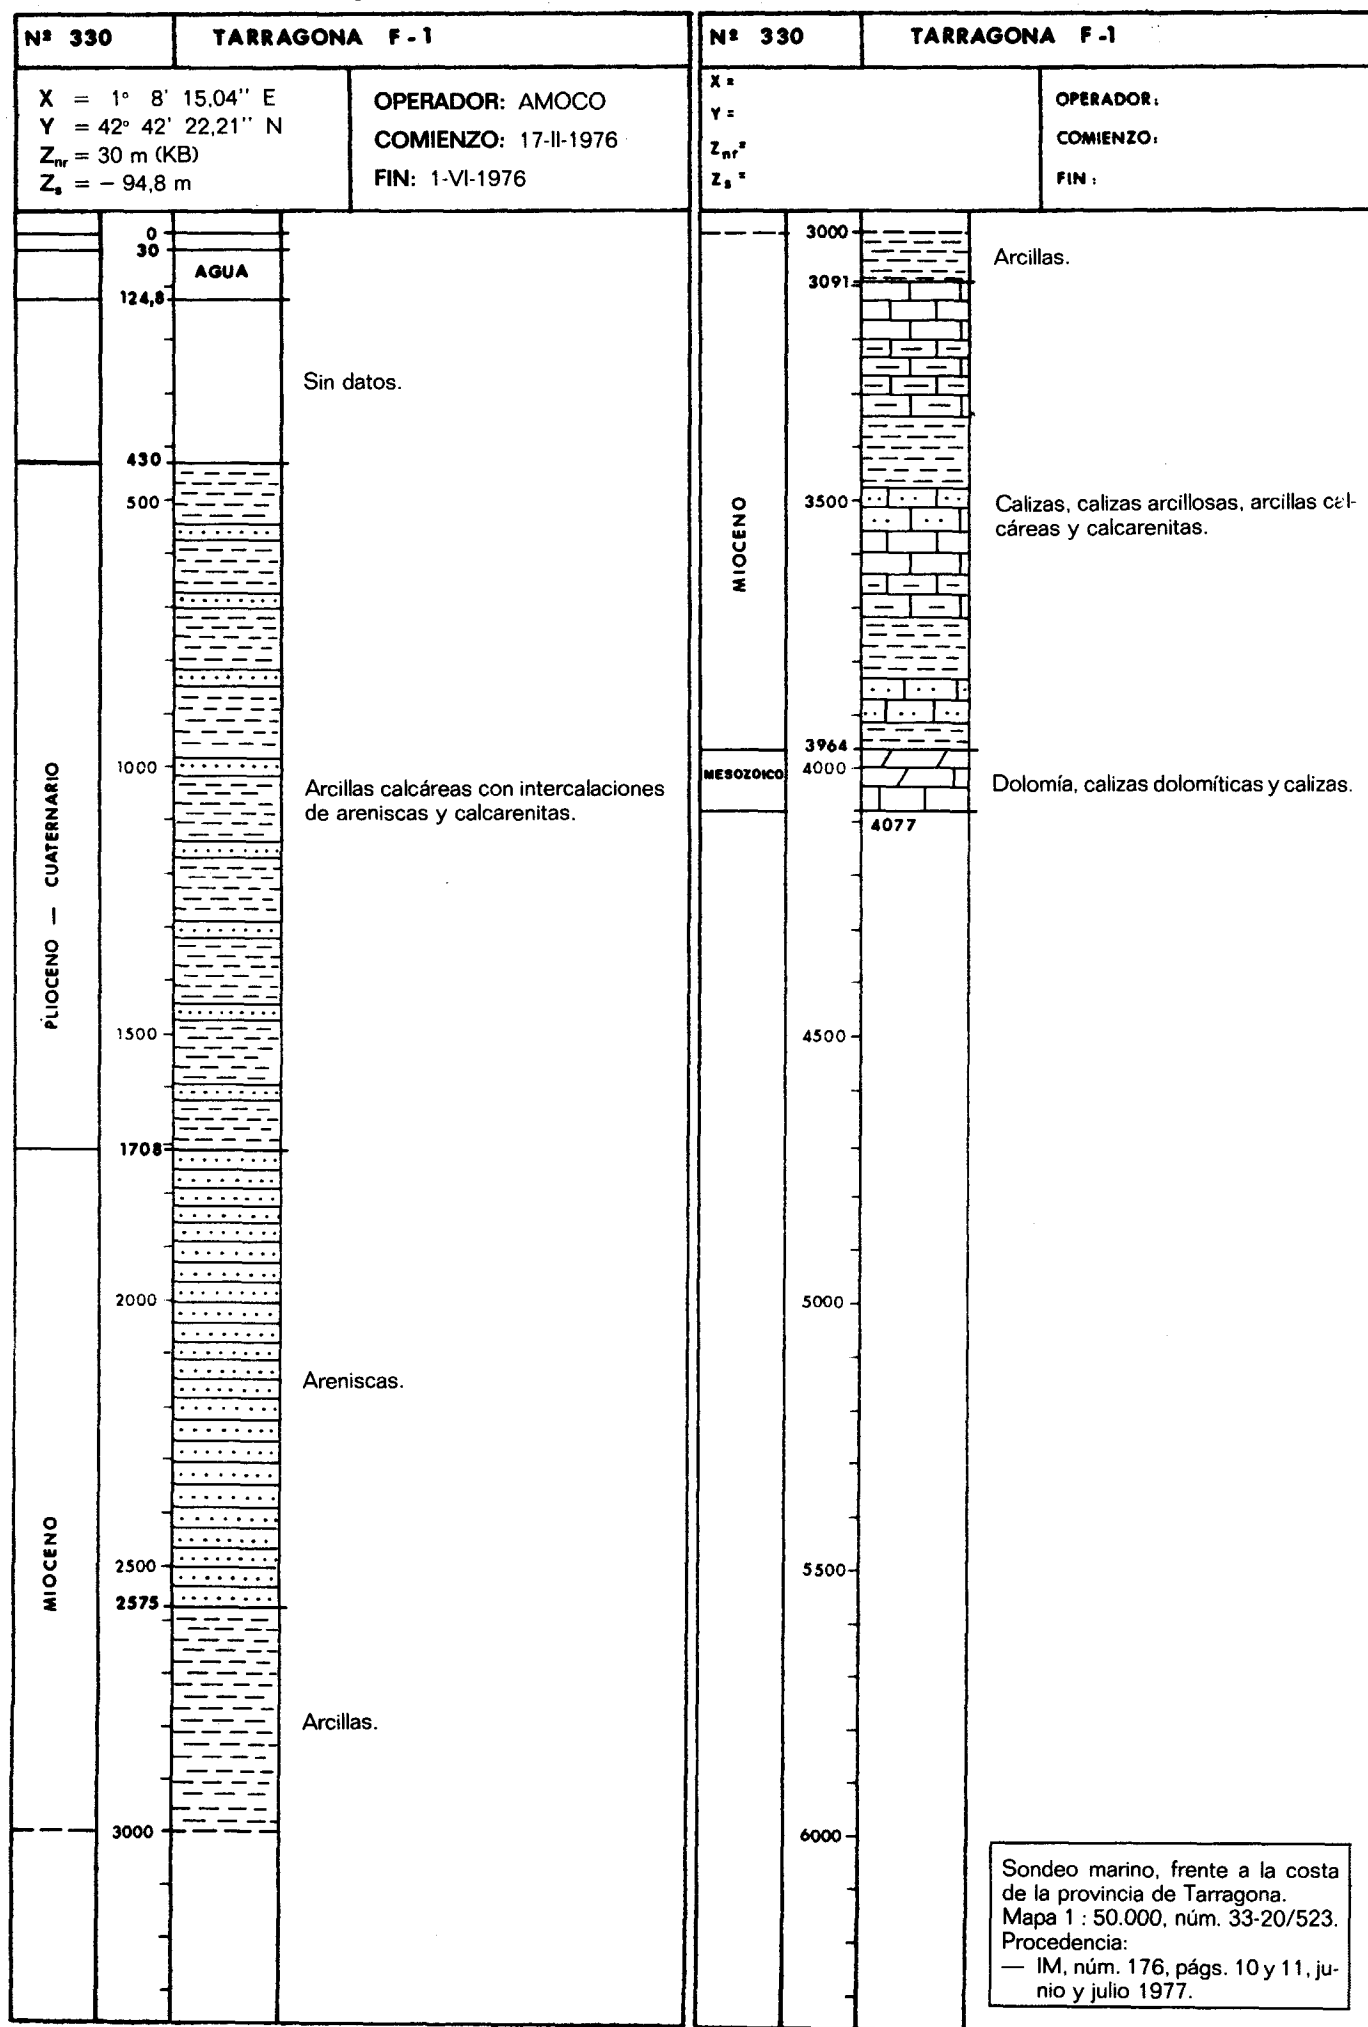 Nº 330
TARRAGONA F-1
X = 1° 8' 15,04'' E
Y = 42° 42' 22,21'' N
Znr = 30 m (KB)
Zs = – 94,8 m
OPERADOR: AMOCO
COMIENZO: 17-II-1976
FIN: 1-VI-1976
0
30
AGUA
124,8
Sin datos.
430
500
1000
Arcillas calcáreas con intercalaciones
de areniscas y calcarenitas.
PLIOCENO — CUATERNARIO
1500
1708
2000
Areniscas.
MIOCENO
2500
2575
Arcillas.
3000
Nº 330
TARRAGONA F-1
X =
Y =
Znr=
Zs =
OPERADOR:
COMIENZO:
FIN:
3000
Arcillas.
3091
MIOCENO
3500
Calizas, calizas arcillosas, arcillas cal-
cáreas y calcarenitas.
3964
MESOZOICO
4000
Dolomía, calizas dolomíticas y calizas.
4077
4500
5000
5500
6000
Sondeo marino, frente a la costa
de la provincia de Tarragona.
Mapa 1 : 50.000, núm. 33-20/523.
Procedencia:
— IM, núm. 176, págs. 10 y 11, ju-
nio y julio 1977.